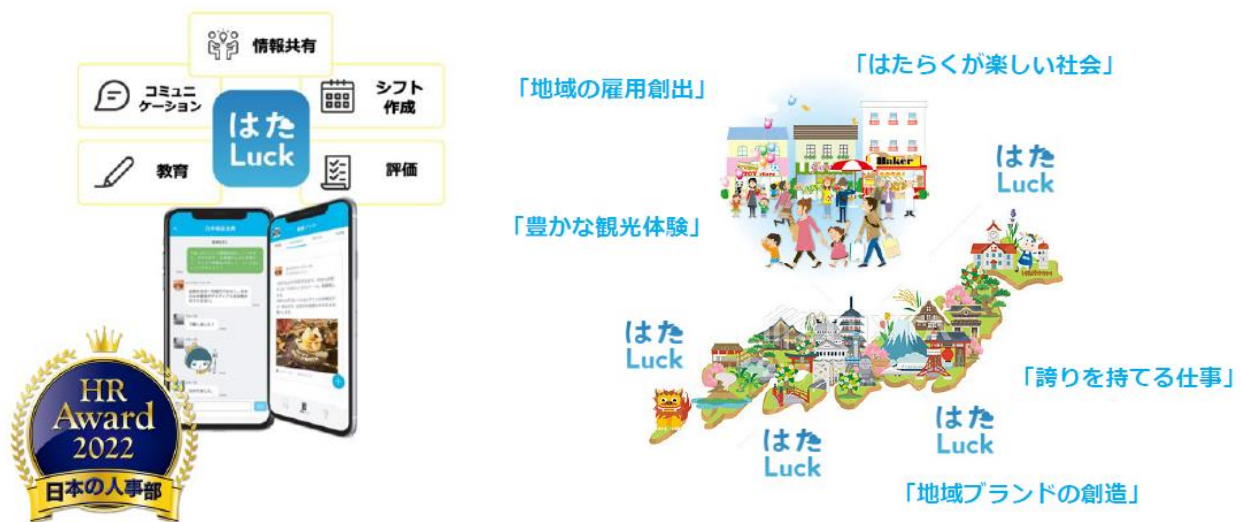 情報共有
コミュニ
ケーション
シフト
作成
はた
Luck
教育
評価
HR
Award
2022
日本の人事部
「はたらくが楽しい社会」
「地域の雇用創出」
「豊かな観光体験」
はた
Luck
はた
Luck
「誇りを持てる仕事」
はた
Luck
はた
Luck
「地域ブランドの創造」